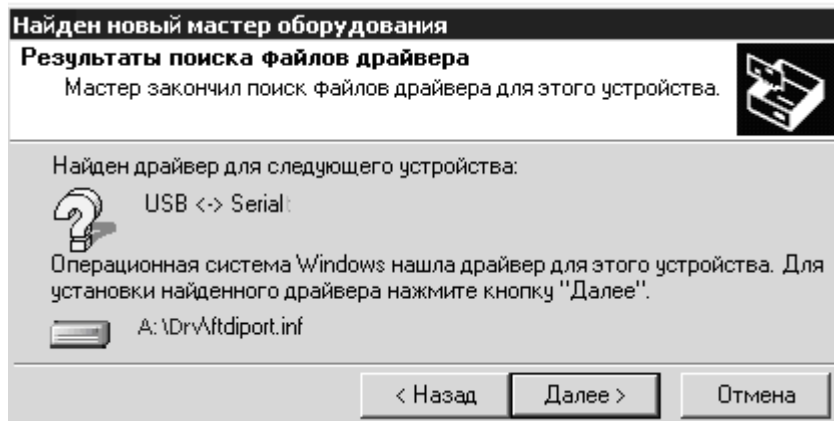 Найден новый мастер оборудования
Результаты поиска файлов драйвера
Мастер закончил поиск файлов драйвера для этого устройства.
Найден драйвер для следующего устройства:
USB <-> Serial
Операционная система Windows нашла драйвер для этого устройства. Для
установки найденного драйвера нажмите кнопку "Далее".
A:\Drv\ftdiport.inf
< Назад
Далее >
Отмена